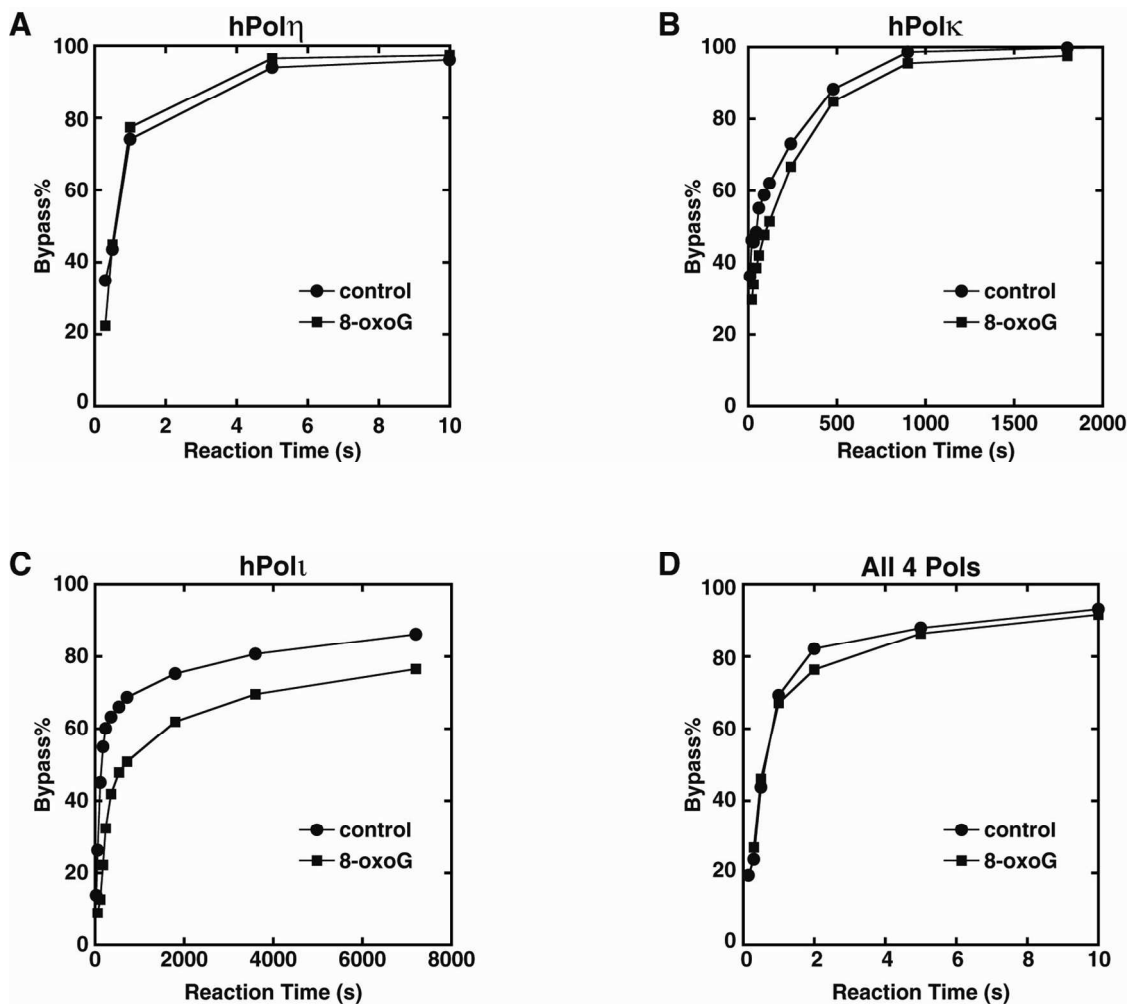 A
hPolη
100
80
60
40
20
0
Bypass%
control
8-oxoG
0 2 4 6 8 10
Reaction Time (s)
B
hPolκ
100
80
60
40
20
0
Bypass%
control
8-oxoG
0 500 1000 1500 2000
Reaction Time (s)
C
hPolι
100
80
60
40
20
0
Bypass%
control
8-oxoG
0 2000 4000 6000 8000
Reaction Time (s)
D
All 4 Pols
100
80
60
40
20
0
Bypass%
control
8-oxoG
0 2 4 6 8 10
Reaction Time (s)